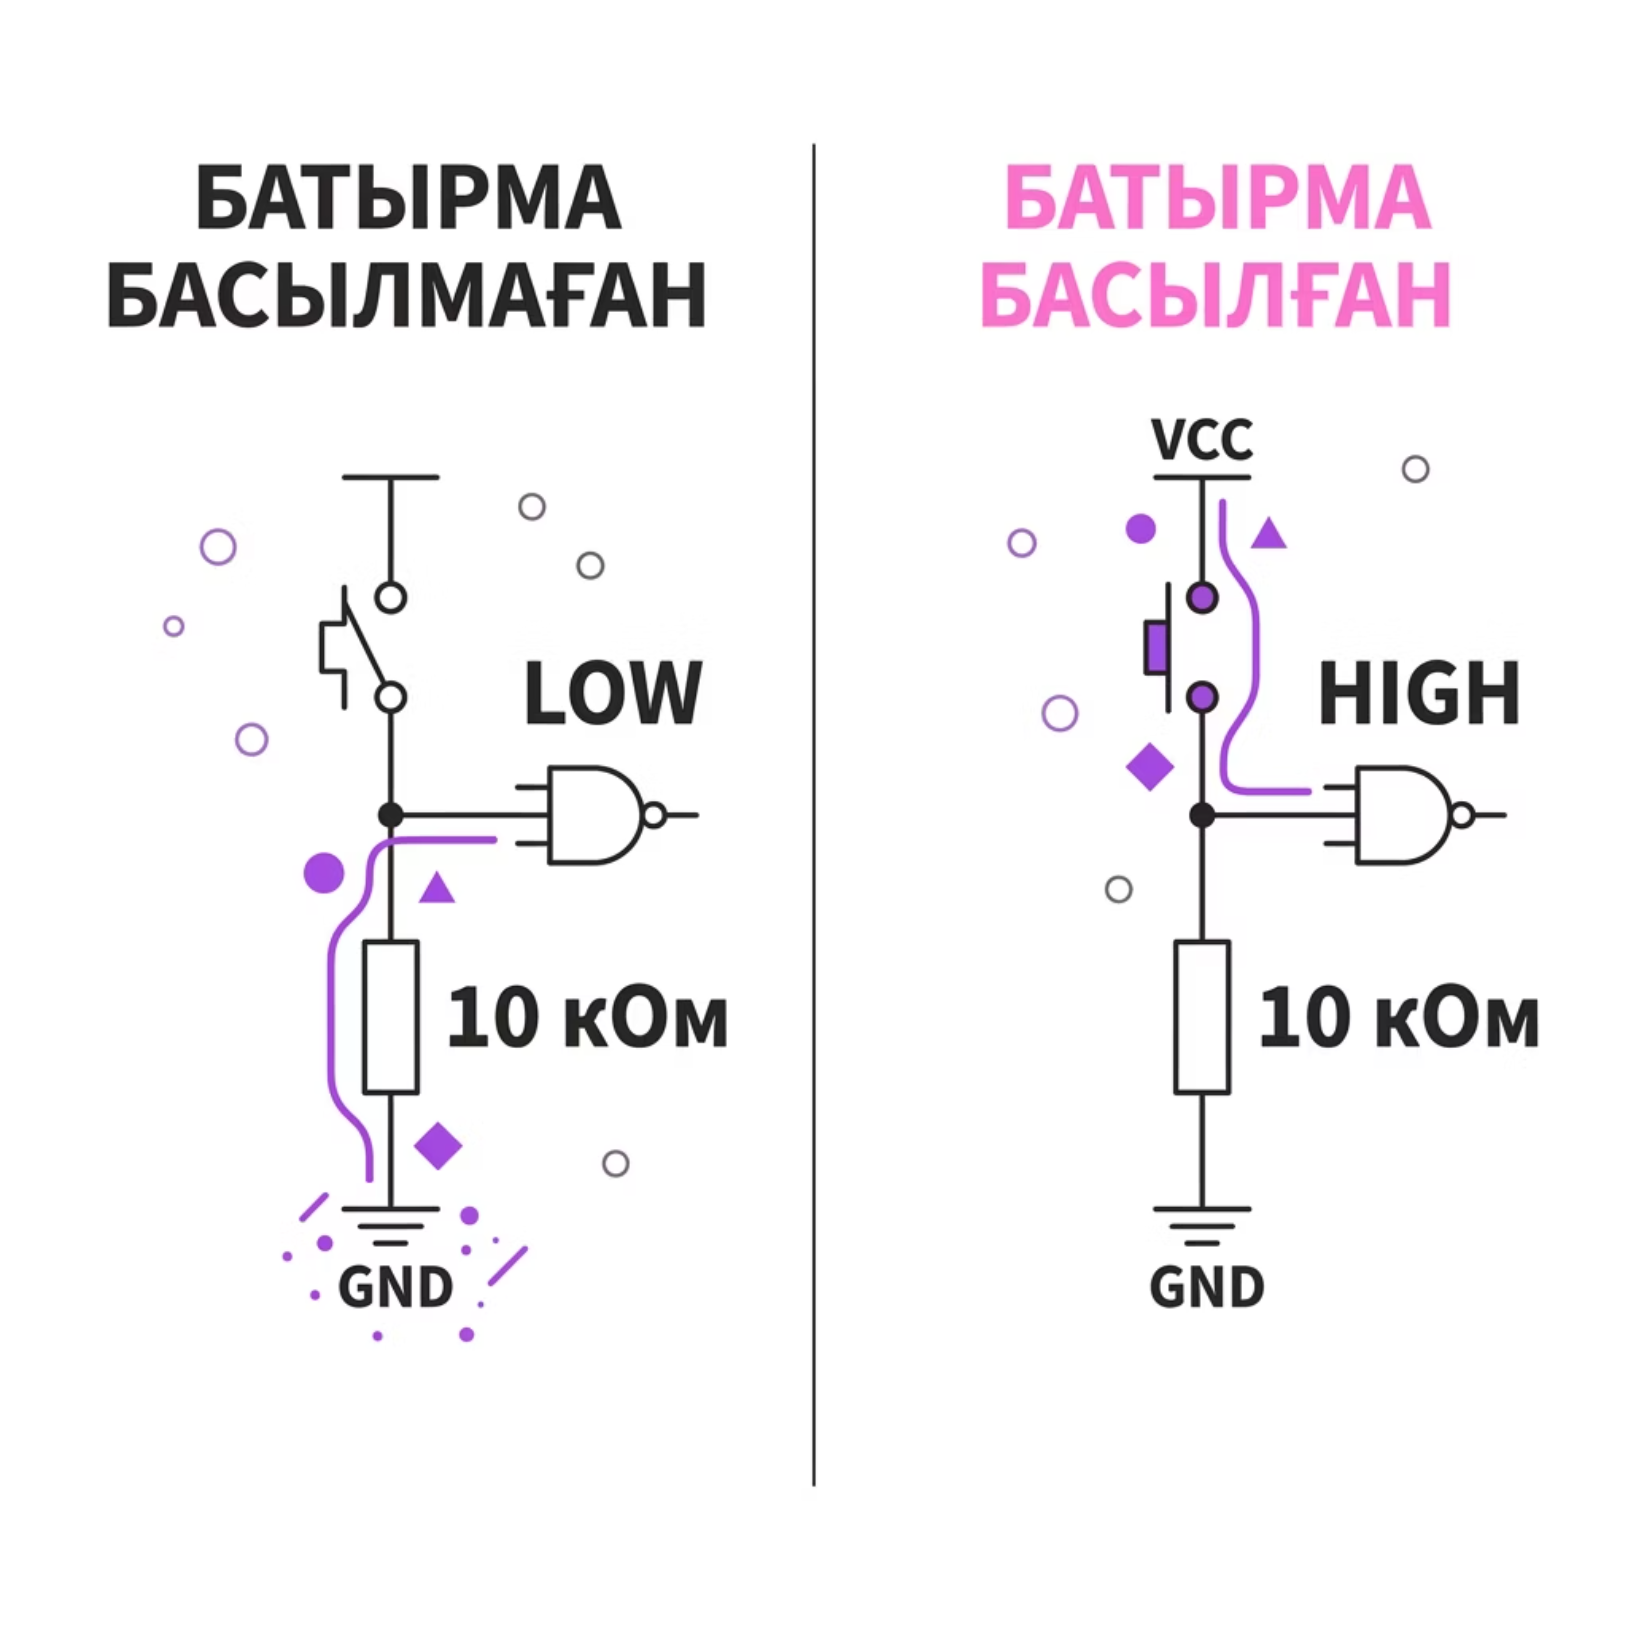 БАТЫРМА
БАСЫЛМАҒАН
LOW
10 кОм
GND
БАТЫРМА
БАСЫЛҒАН
VCC
HIGH
10 кОм
GND